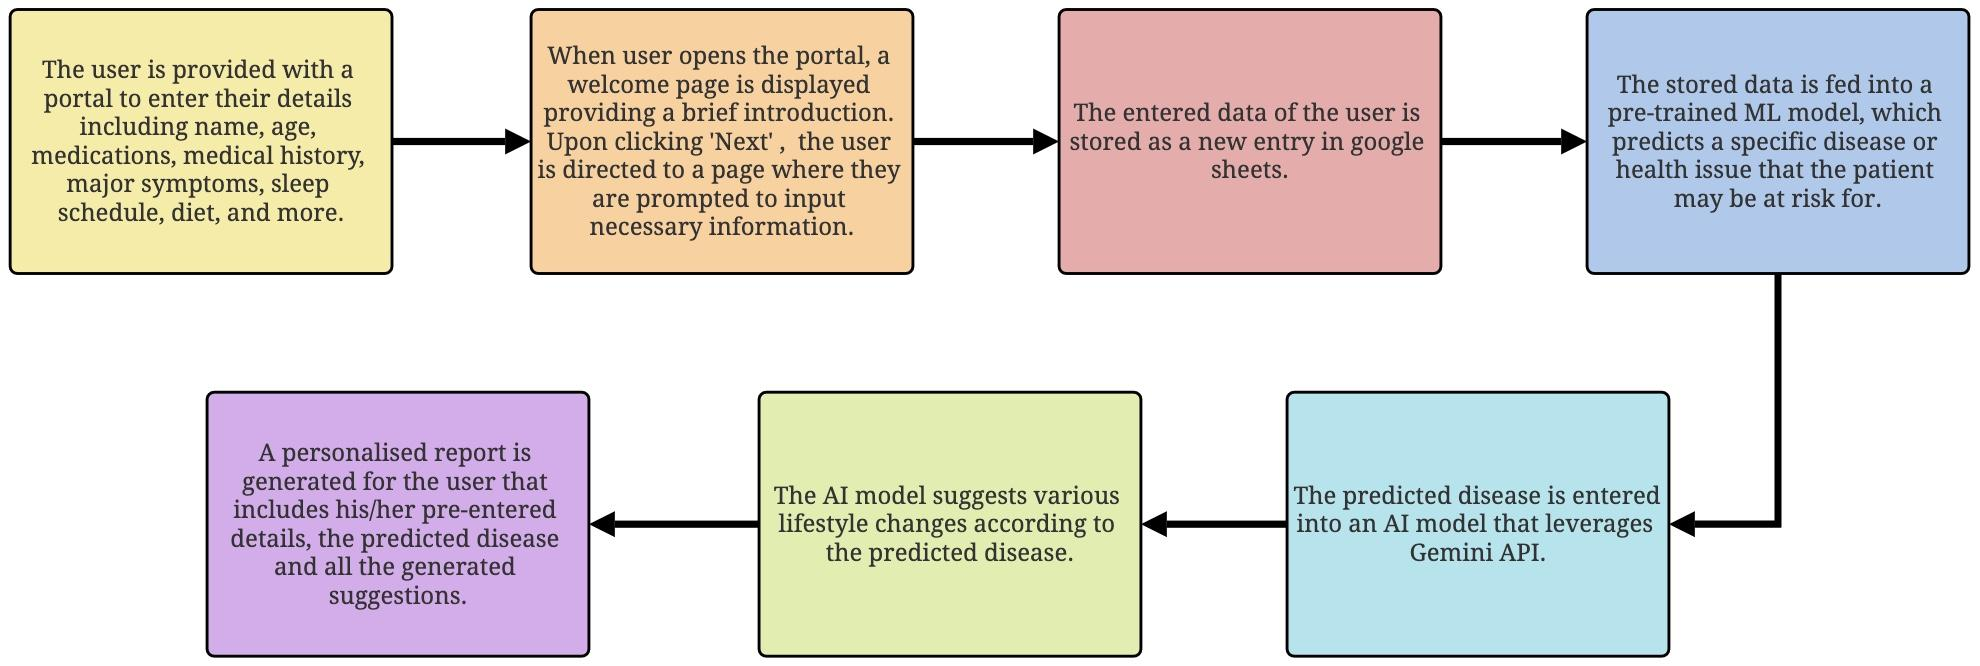 The user is provided with a
portal to enter their details
including name, age,
medications, medical history,
major symptoms, sleep
schedule, diet, and more.
When user opens the portal, a
welcome page is displayed
providing a brief introduction.
Upon clicking 'Next' ,  the user
is directed to a page where they
are prompted to input
necessary information.
The entered data of the user is
stored as a new entry in google
sheets.
The stored data is fed into a
pre-trained ML model, which
predicts a specific disease or
health issue that the patient
may be at risk for.
The predicted disease is entered
into an AI model that leverages
Gemini API.
The AI model suggests various
lifestyle changes according to
the predicted disease.
A personalised report is
generated for the user that
includes his/her pre-entered
details, the predicted disease
and all the generated
suggestions.